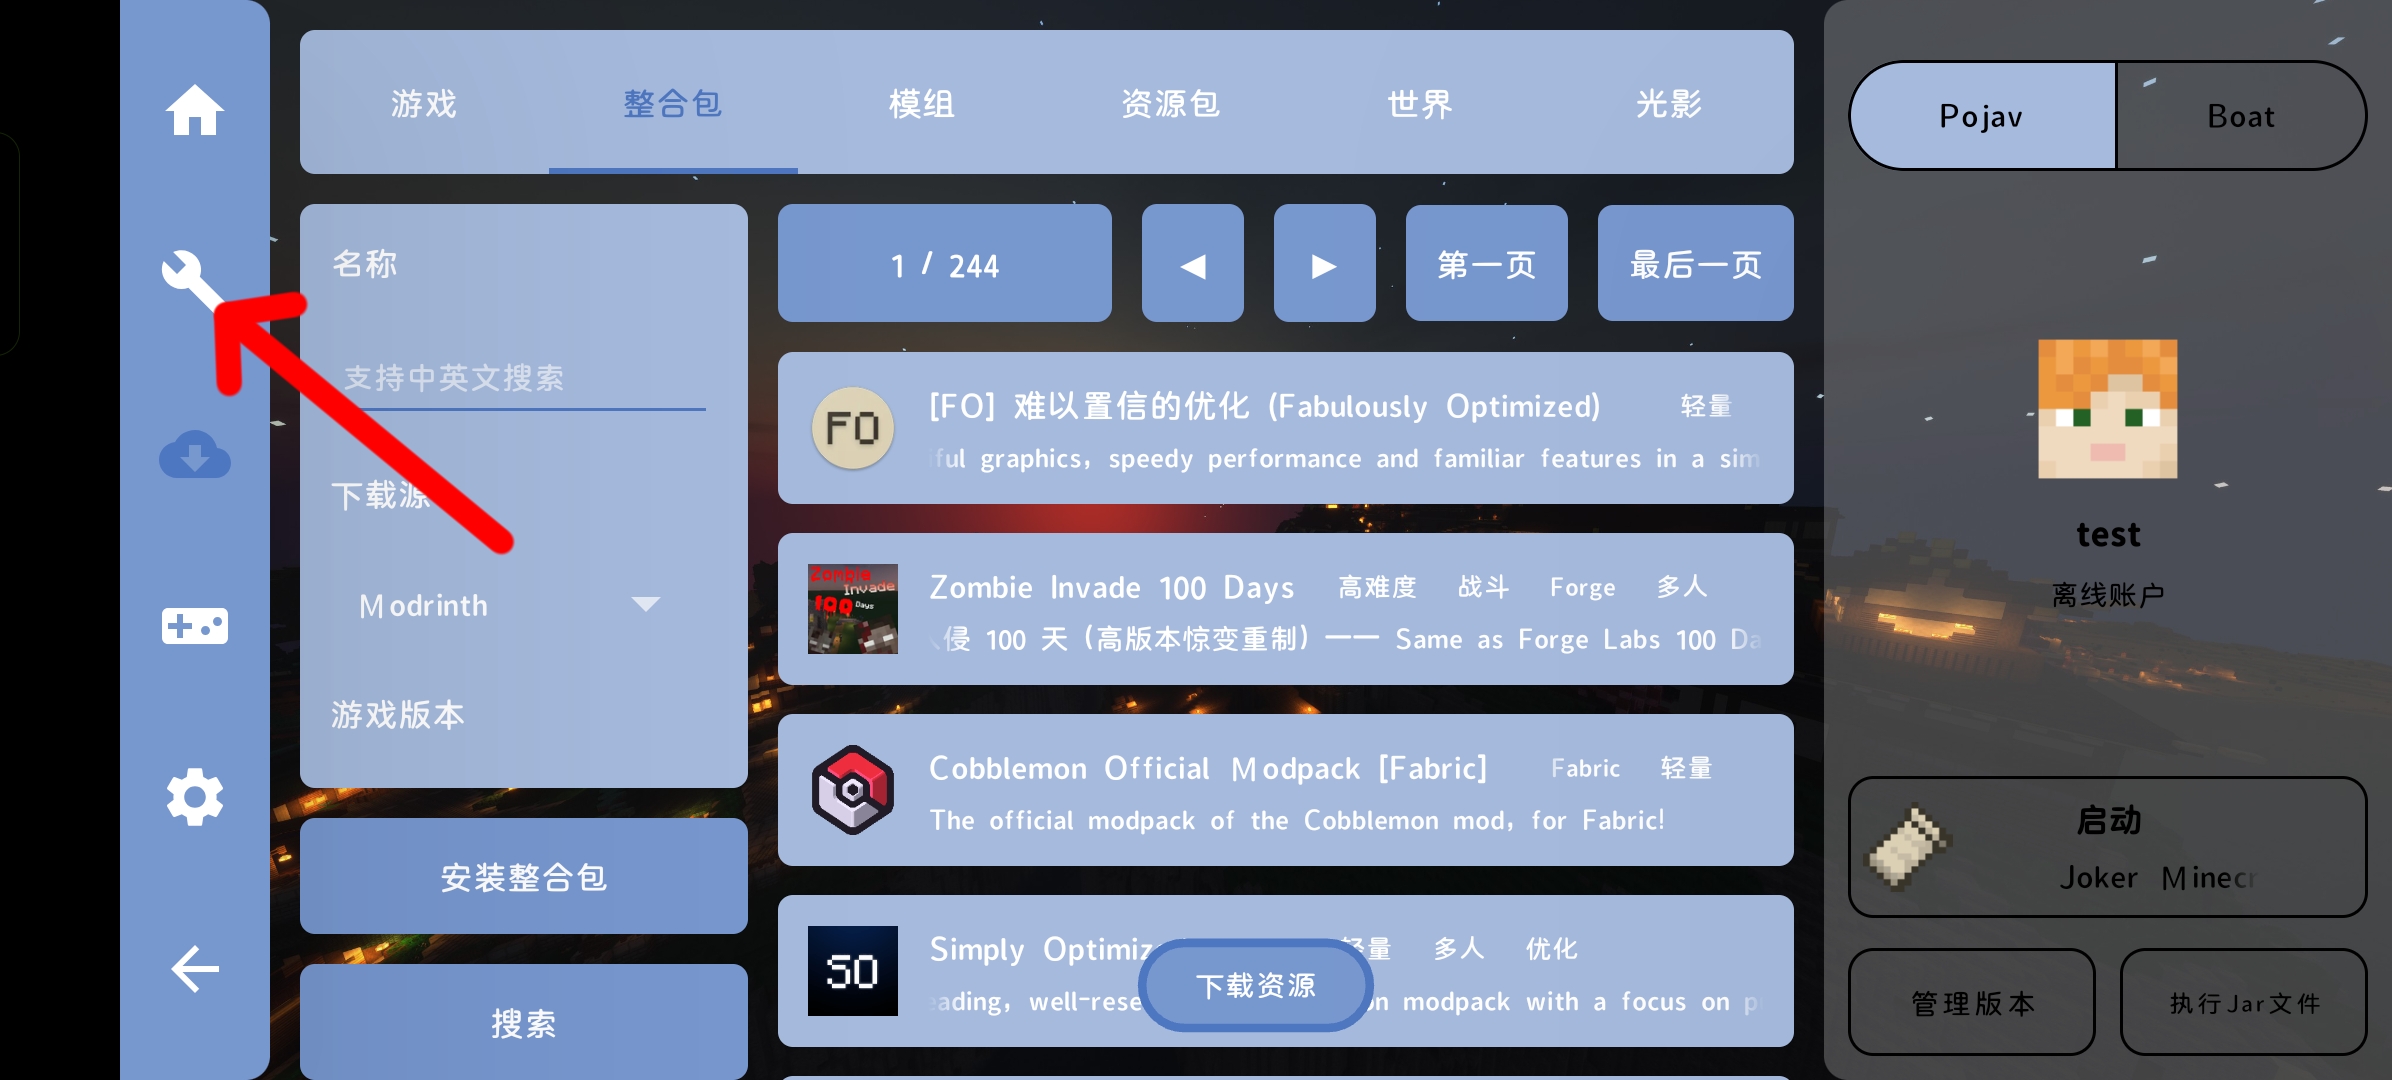 游戏 整合包 模组 资源包 世界 光影
Pojav Boat
名称
支持中英文搜索
下载源
Modrinth
游戏版本
安装整合包
搜索
1 / 244 ◀ ▶ 第一页 最后一页
FO
[FO] 难以置信的优化 (Fabulously Optimized) 轻量
ful graphics, speedy performance and familiar features in a sim
Zombie Invade 100 Days
Zombie Invade 100 Days 高难度 战斗 Forge 多人
侵 100 天（高版本惊变重制）—— Same as Forge Labs 100 Da
Cobblemon Official Modpack [Fabric] Fabric 轻量
The official modpack of the Cobblemon mod, for Fabric!
SO
Simply Optimiz 轻量 多人 优化
eading, well-rese on modpack with a focus on p
下载资源
test
离线账户
启动
Joker Minecr
管理版本 执行Jar文件